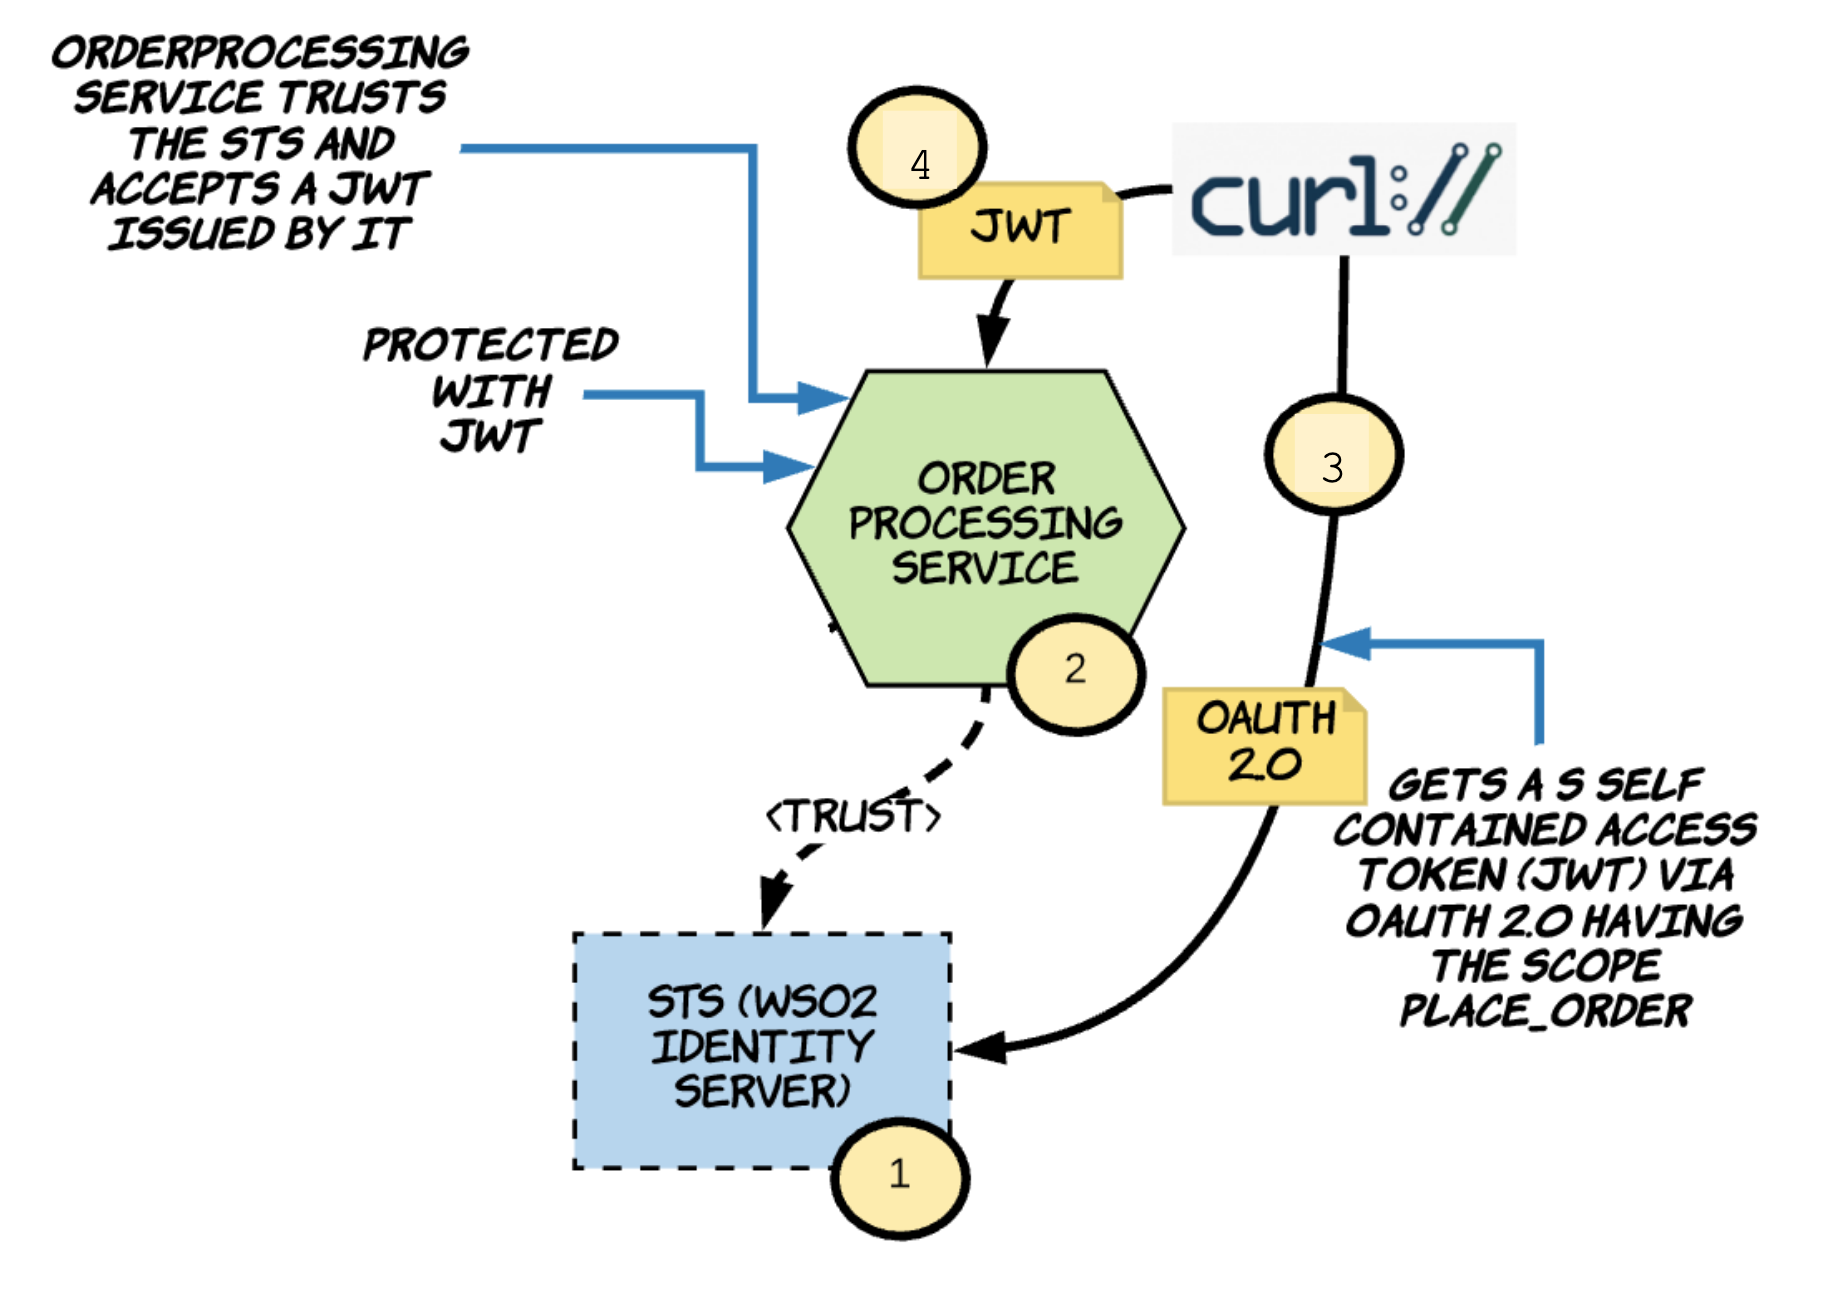 ORDERPROCESSING
SERVICE TRUSTS
THE STS AND
ACCEPTS A JWT
ISSUED BY IT
4
JWT
curl://
PROTECTED
WITH
JWT
ORDER
PROCESSING
SERVICE
3
2
OAUTH
2.0
<TRUST>
GETS A S SELF
CONTAINED ACCESS
TOKEN (JWT) VIA
OAUTH 2.0 HAVING
THE SCOPE
PLACE_ORDER
STS (WSO2
IDENTITY
SERVER)
1